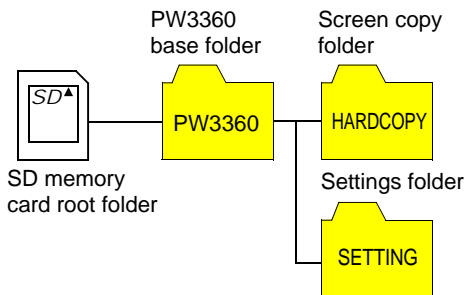 PW3360
base folder
Screen copy
folder
SD
PW3360
HARDCOPY
SD memory
card root folder
Settings folder
SETTING